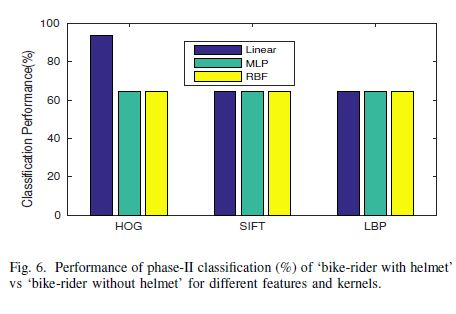 100
80
60
40
20
0
Classification Performance(%)
Linear
MLP
RBF
HOG SIFT LBP
Fig. 6. Performance of phase-II classification (%) of ‘bike-rider with helmet’
vs ‘bike-rider without helmet’ for different features and kernels.